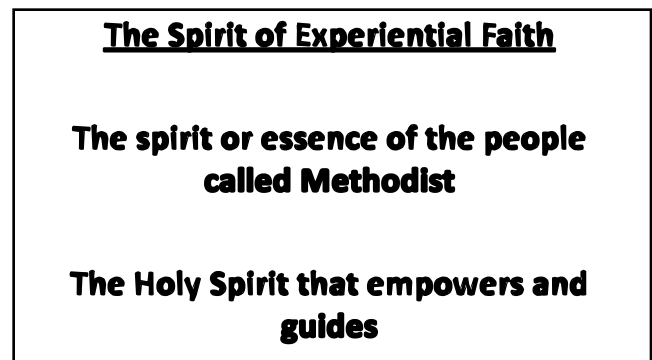 The Spirit of Experiential Faith
The spirit or essence of the people
called Methodist
The Holy Spirit that empowers and
guides